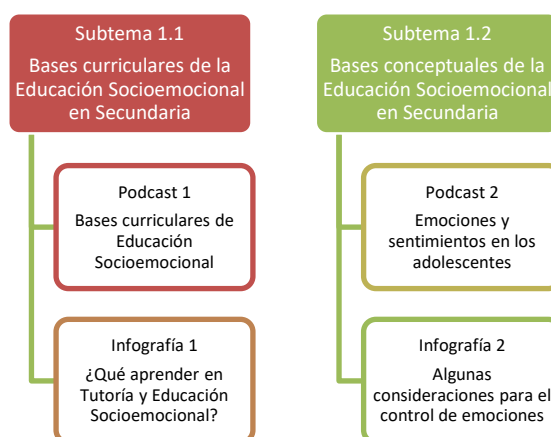 Subtema 1.1
Bases curriculares de la
Educación Socioemocional
en Secundaria
Podcast 1
Bases curriculares de
Educación
Socioemocional
Infografía 1
¿Qué aprender en
Tutoría y Educación
Socioemocional?
Subtema 1.2
Bases conceptuales de la
Educación Socioemocional
en Secundaria
Podcast 2
Emociones y
sentimientos en los
adolescentes
Infografía 2
Algunas
consideraciones para el
control de emociones